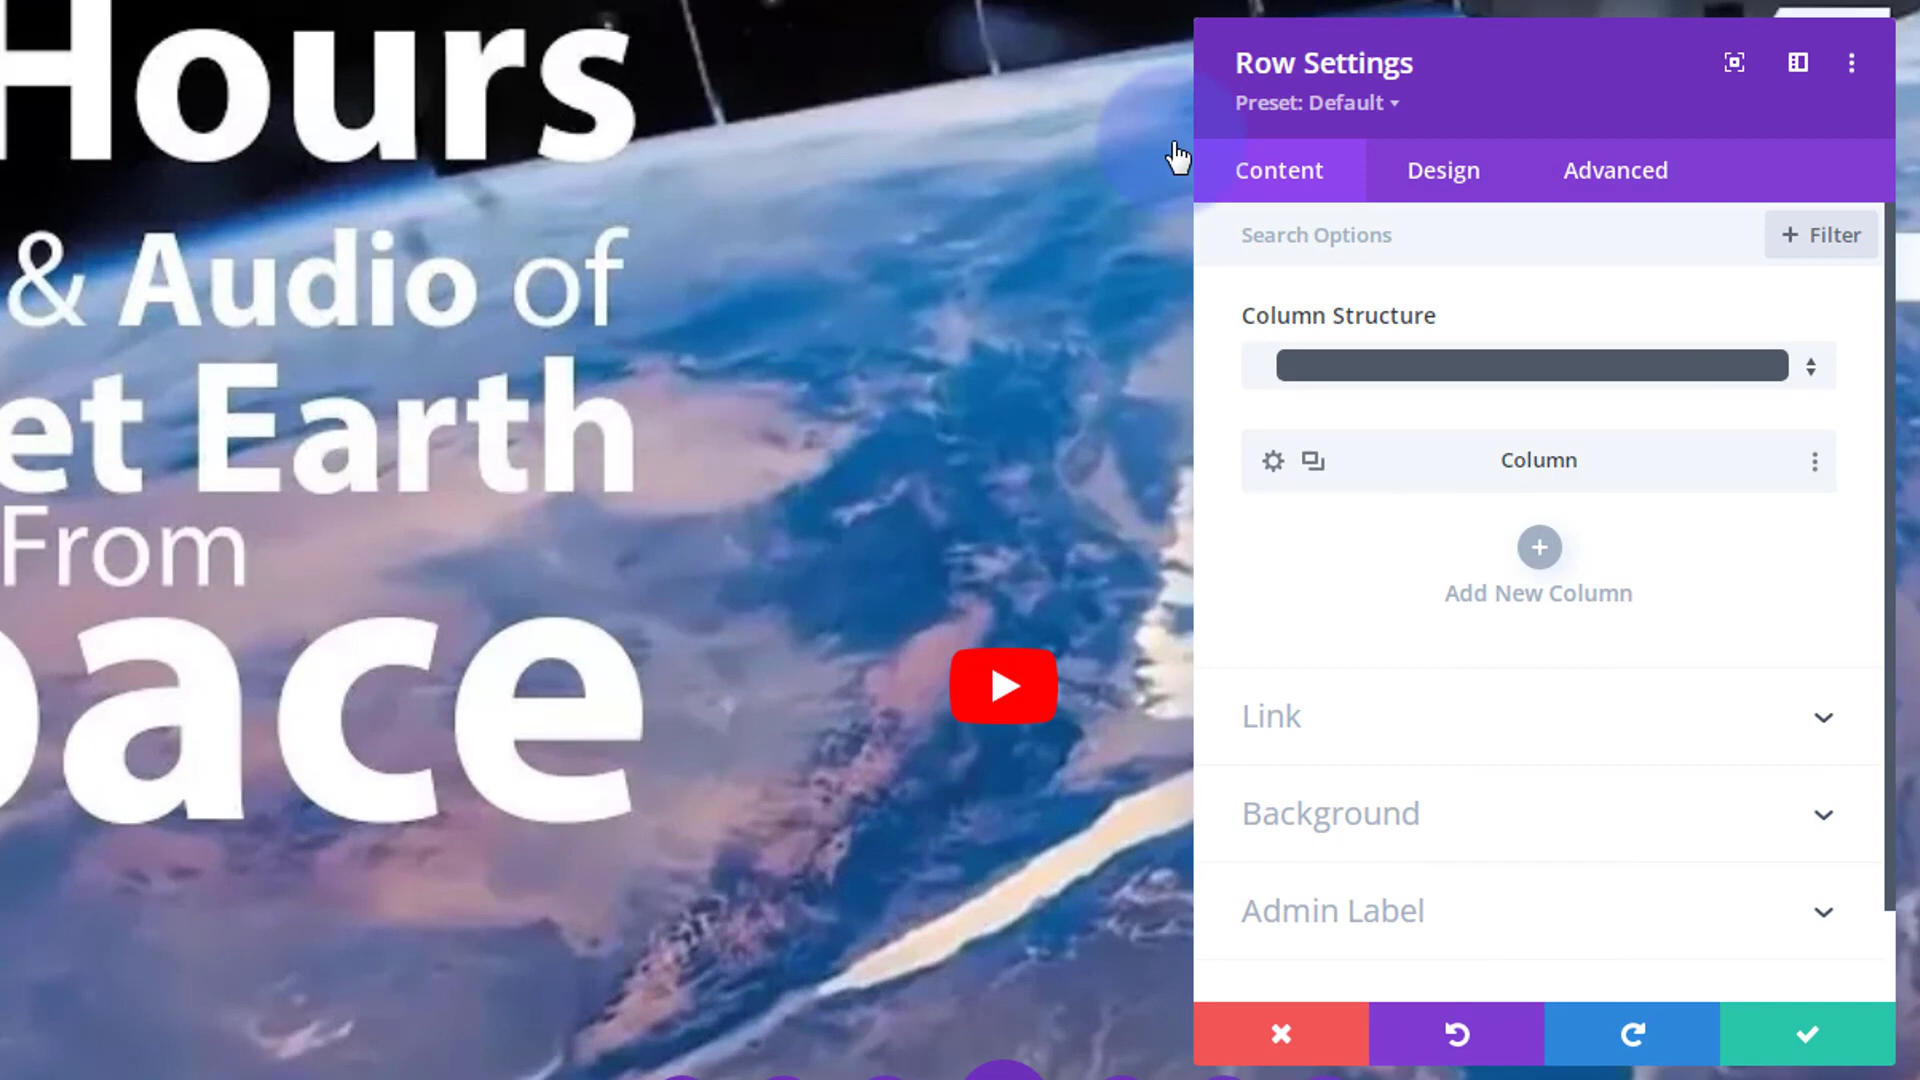 Hours
& Audio of
et Earth
From
pace
Row Settings
Preset: Default
Content
Design
Advanced
Search Options
+ Filter
Column Structure
Column
Add New Column
Link
Background
Admin Label